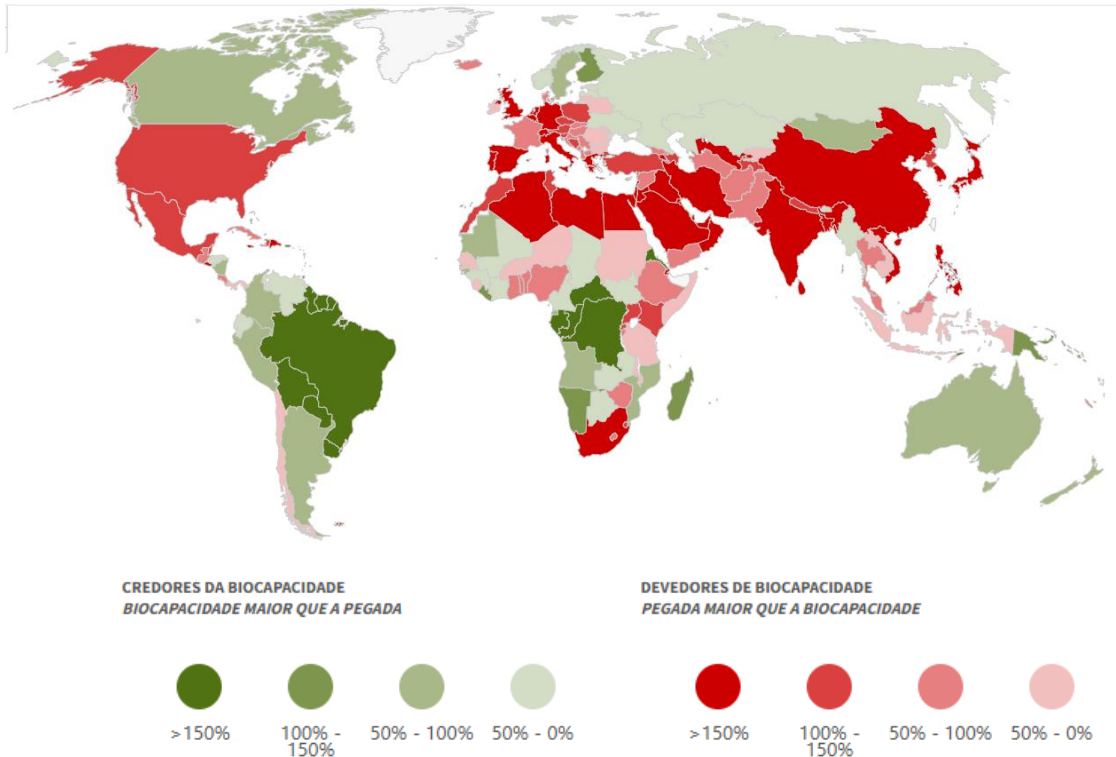 CREDORES DA BIOCAPACIDADE
BIOCAPACIDADE MAIOR QUE A PEGADA
>150%
100% -
150%
50% - 100%
50% - 0%
DEVEDORES DE BIOCAPACIDADE
PEGADA MAIOR QUE A BIOCAPACIDADE
>150%
100% -
150%
50% - 100%
50% - 0%